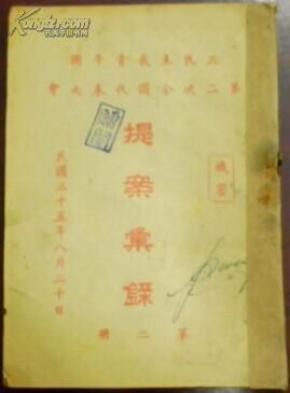 三民主義青年團
第二次全國代表大會
機密
提案彙錄
第二冊
民國三十五年八月二十日